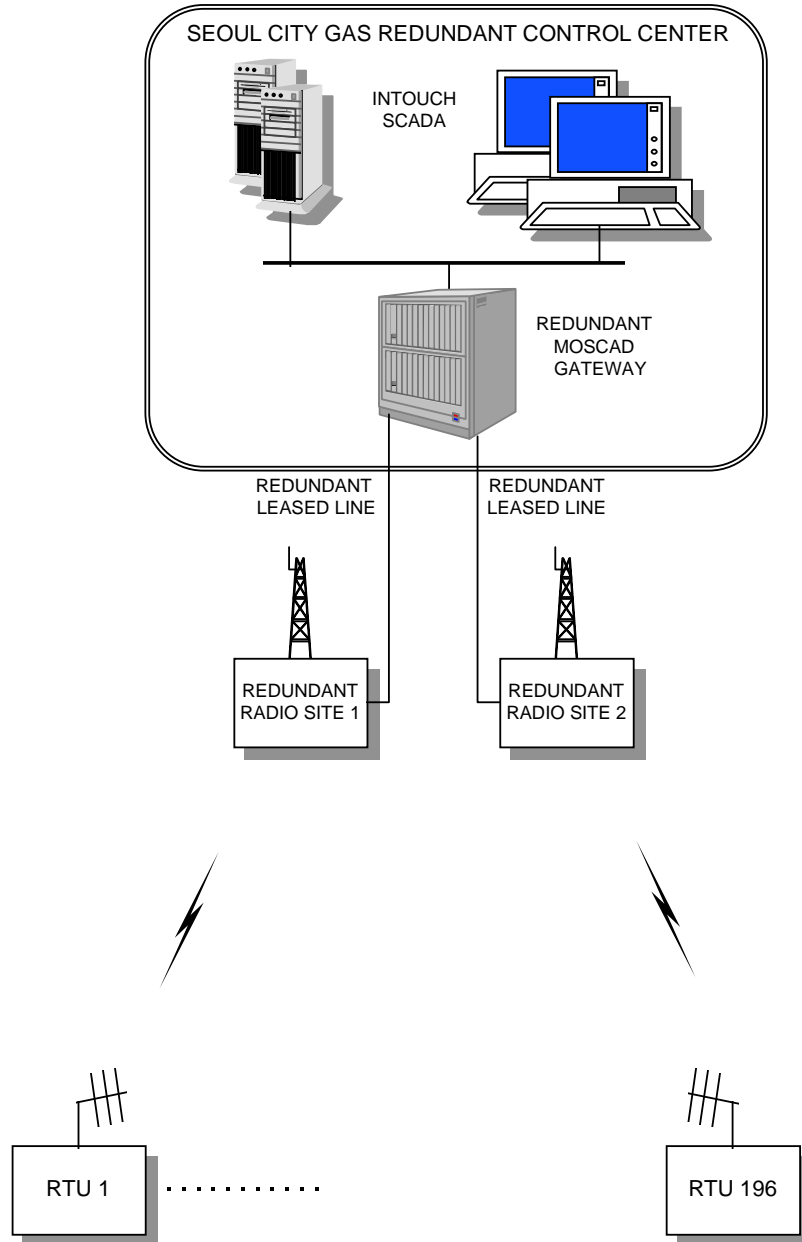 SEOUL CITY GAS REDUNDANT CONTROL CENTER
INTOUCH
SCADA
REDUNDANT
MOSCAD
GATEWAY
REDUNDANT
LEASED LINE
REDUNDANT
LEASED LINE
REDUNDANT
RADIO SITE 1
REDUNDANT
RADIO SITE 2
RTU 1
RTU 196